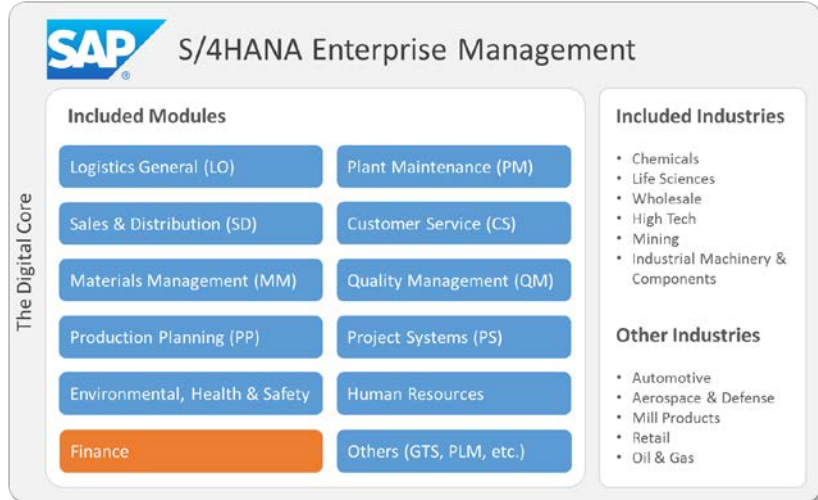 SAP®
S/4HANA Enterprise Management
The Digital Core
Included Modules
Logistics General (LO)
Plant Maintenance (PM)
Sales & Distribution (SD)
Customer Service (CS)
Materials Management (MM)
Quality Management (QM)
Production Planning (PP)
Project Systems (PS)
Environmental, Health & Safety
Human Resources
Finance
Others (GTS, PLM, etc.)
Included Industries
• Chemicals
• Life Sciences
• Wholesale
• High Tech
• Mining
• Industrial Machinery &
Components
Other Industries
• Automotive
• Aerospace & Defense
• Mill Products
• Retail
• Oil & Gas